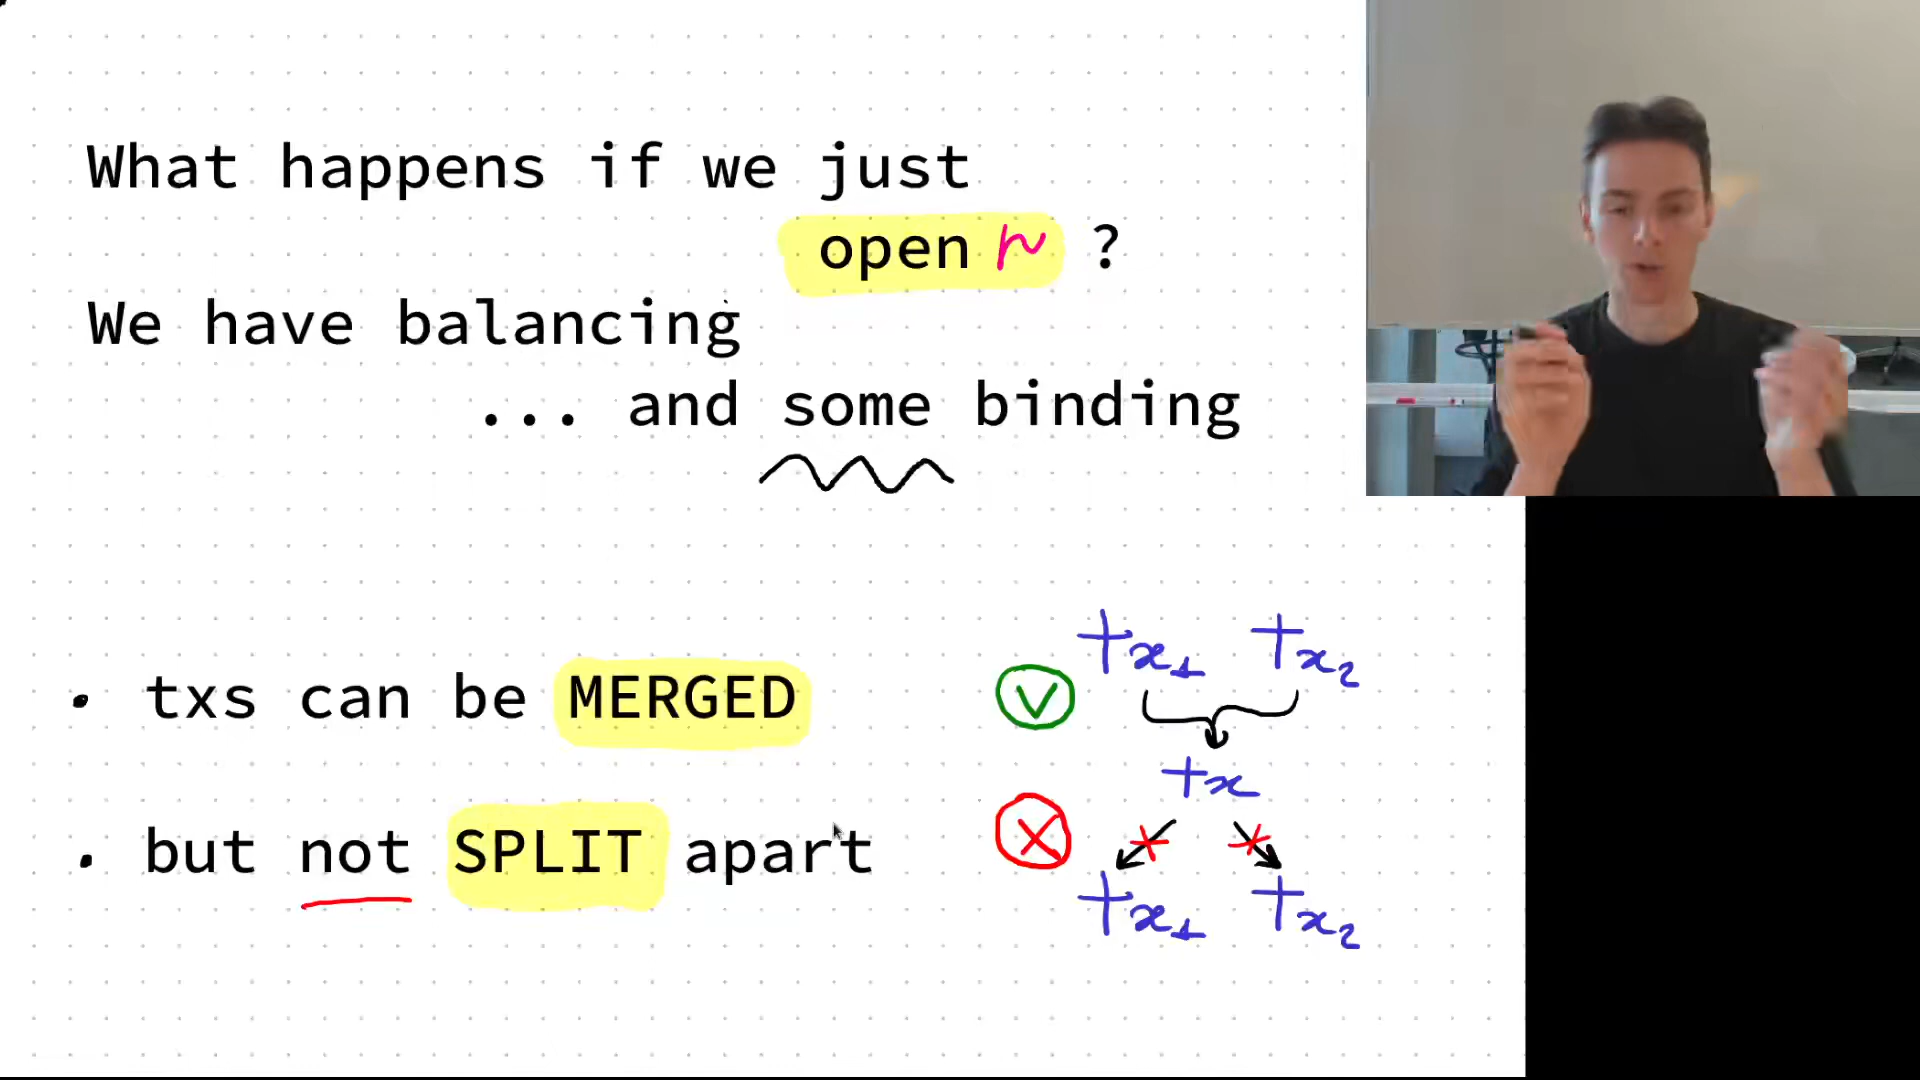 What happens if we just
open r ?
We have balancing
... and some binding
• txs can be MERGED
• but not SPLIT apart
tx1 tx2
tx
tx1 tx2